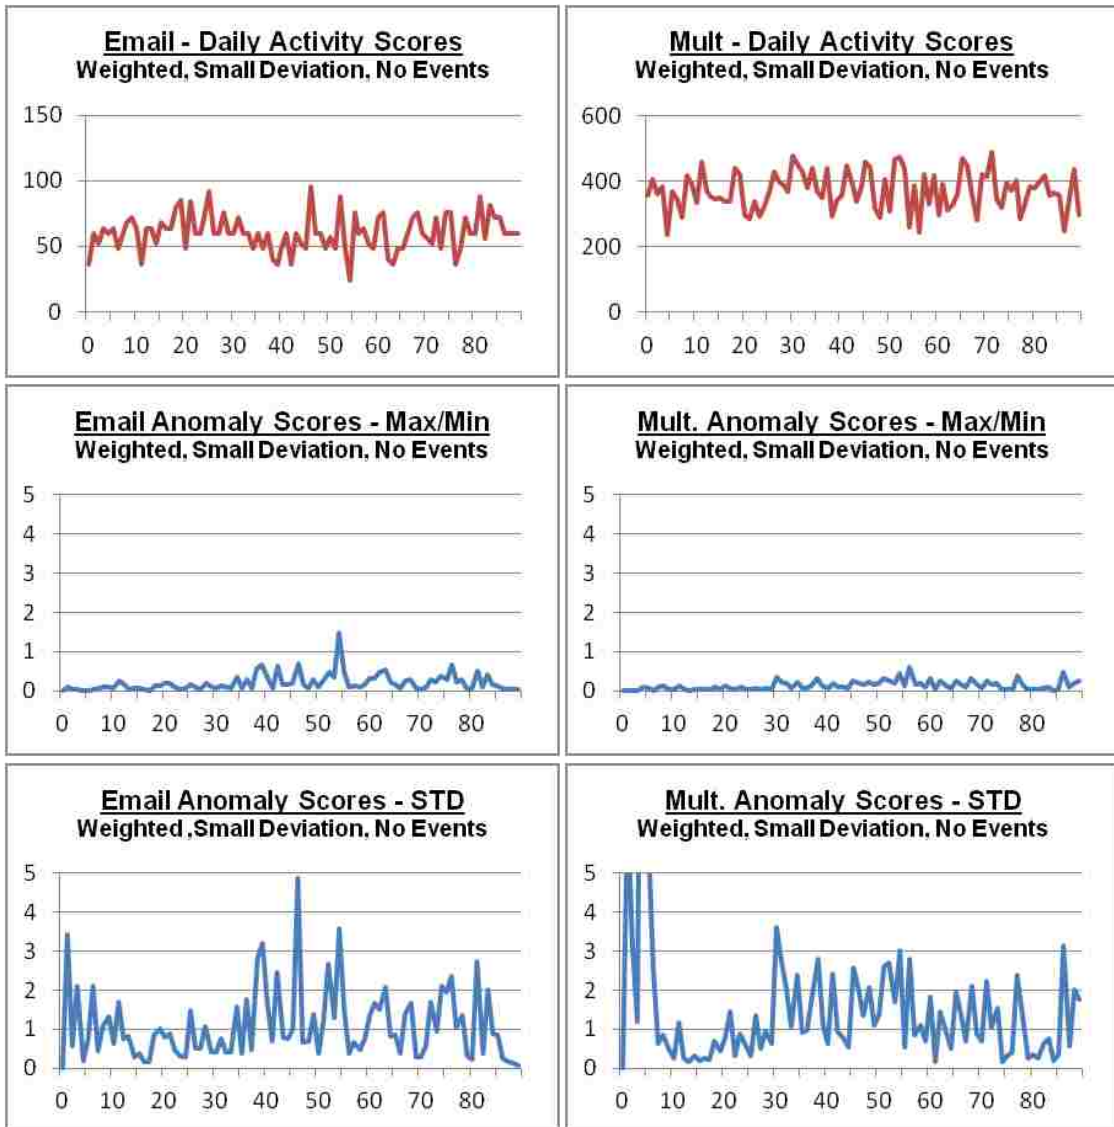 Email - Daily Activity Scores
Weighted, Small Deviation, No Events
150
100
50
0
0 10 20 30 40 50 60 70 80
Mult - Daily Activity Scores
Weighted, Small Deviation, No Events
600
400
200
0
0 10 20 30 40 50 60 70 80
Email Anomaly Scores - Max/Min
Weighted, Small Deviation, No Events
5
4
3
2
1
0
0 10 20 30 40 50 60 70 80
Mult. Anomaly Scores - Max/Min
Weighted, Small Deviation, No Events
5
4
3
2
1
0
0 10 20 30 40 50 60 70 80
Email Anomaly Scores - STD
Weighted ,Small Deviation, No Events
5
4
3
2
1
0
0 10 20 30 40 50 60 70 80
Mult. Anomaly Scores - STD
Weighted, Small Deviation, No Events
5
4
3
2
1
0
0 10 20 30 40 50 60 70 80